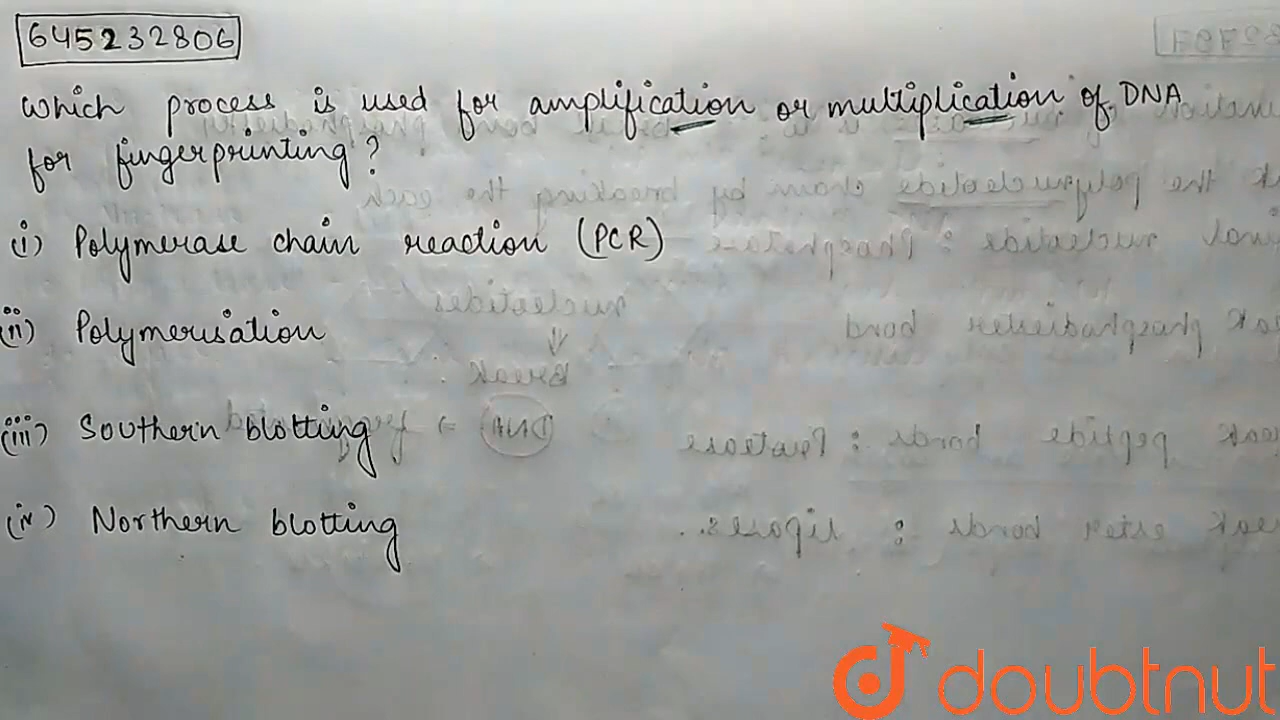 645232806
Which process is used for amplification or multiplication of DNA
for fingerprinting?
(i) Polymerase chain reaction (PCR)
(ii) Polymerisation
(iii) Southern blotting
(iv) Northern blotting
doubtnut